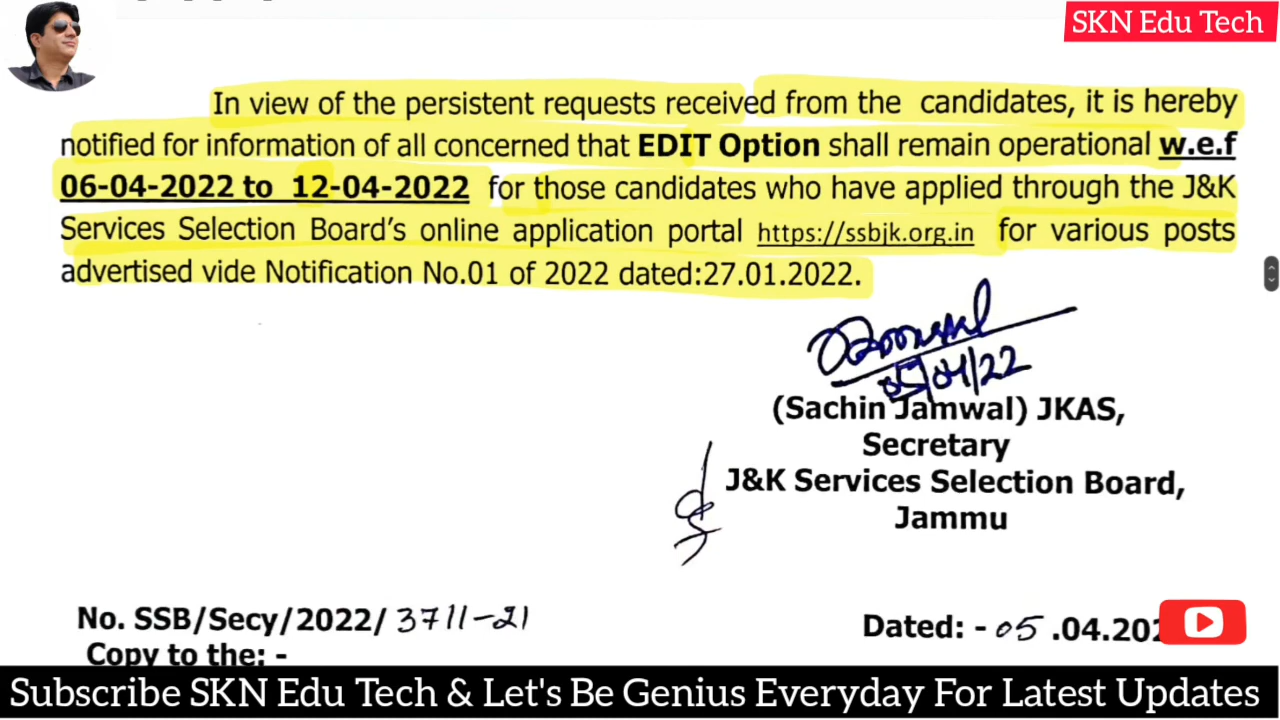 SKN Edu Tech
In view of the persistent requests received from the candidates, it is hereby
notified for information of all concerned that EDIT Option shall remain operational w.e.f
06-04-2022 to 12-04-2022 for those candidates who have applied through the J&K
Services Selection Board's online application portal https://ssbjk.org.in for various posts
advertised vide Notification No.01 of 2022 dated:27.01.2022.
05/04/22
(Sachin Jamwal) JKAS,
Secretary
J&K Services Selection Board,
Jammu
No. SSB/Secy/2022/ 3711-21
Dated: - 05 .04.202
Copy to the: -
Subscribe SKN Edu Tech & Let's Be Genius Everyday For Latest Updates